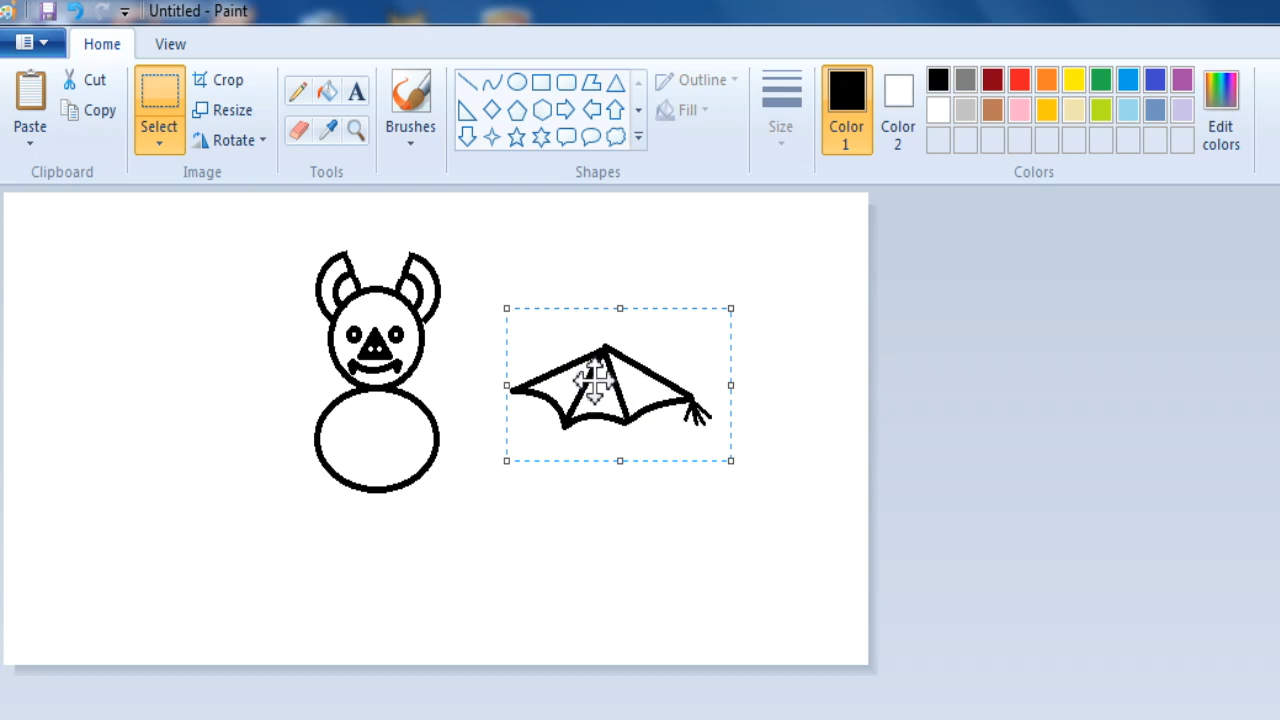 Untitled - Paint
Home View
Cut
Copy
Paste
Crop
Resize
Rotate
Select
A
Brushes
Outline
Fill
Size
Color
1
Color
2
Edit
colors
Clipboard Image Tools Shapes Colors